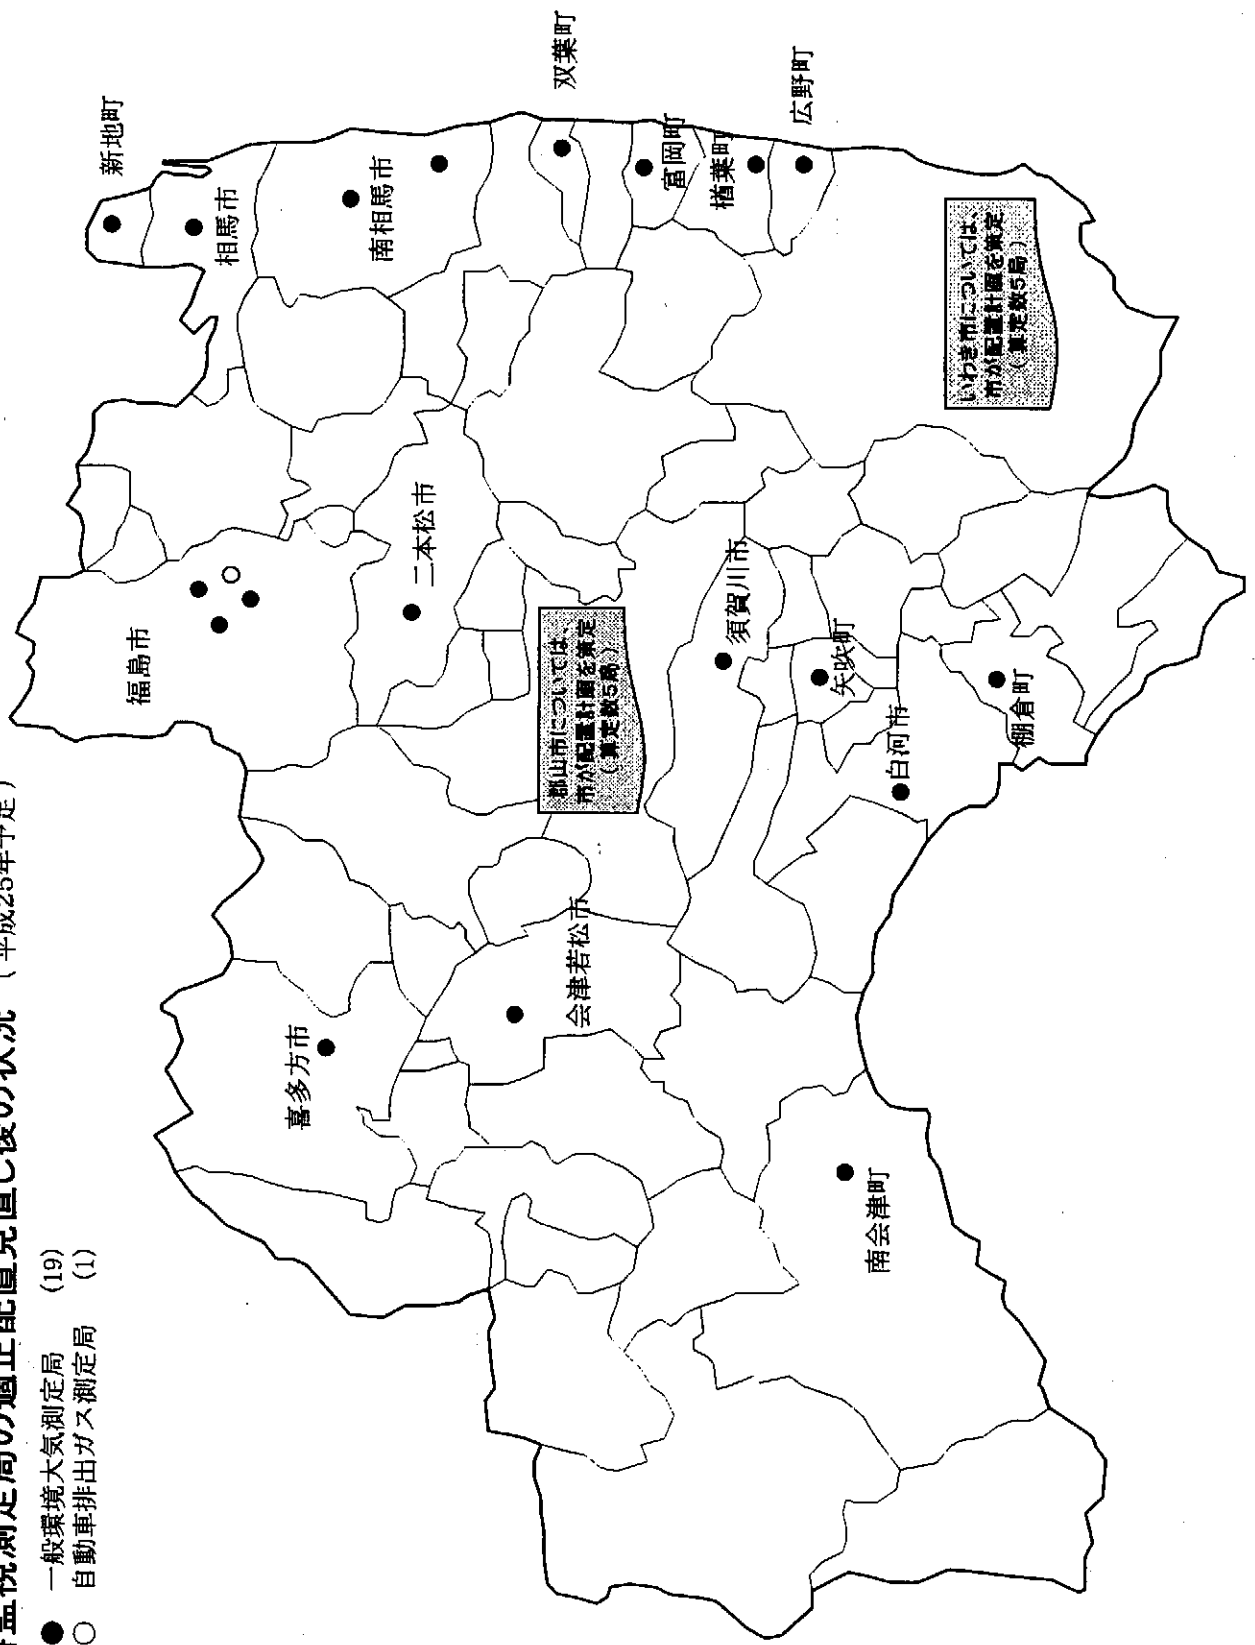 視測定局の適正配置見直し後の状況 （平成25年予定）
● 一般環境大気測定局 (19)
○ 自動車排出ガス測定局 (1)
新地町
相馬市
南相馬市
双葉町
富岡町
楢葉町
広野町
福島市
二本松市
郡山市については、
市が配置計画を策定
（算定数5局）
いわき市については、
市が配置計画を策定
（算定数5局）
須賀川市
矢吹町
白河市
棚倉町
喜多方市
会津若松市
南会津町